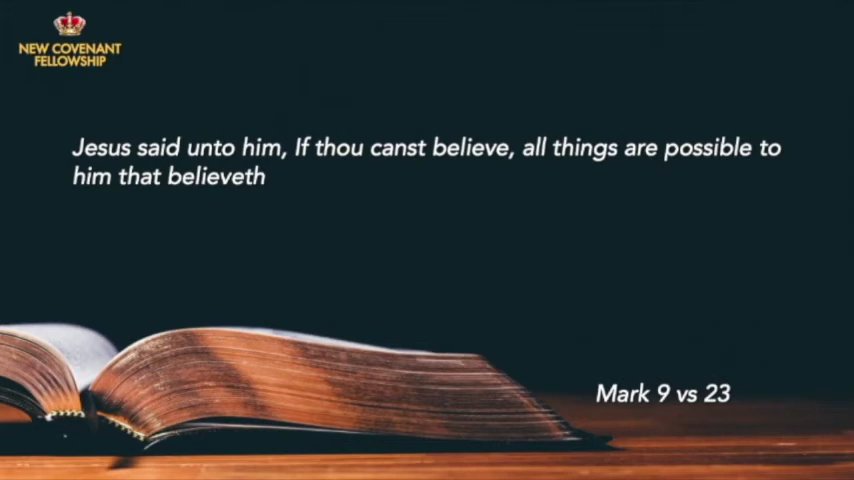 NEW COVENANT
FELLOWSHIP
Jesus said unto him, If thou canst believe, all things are possible to
him that believeth
Mark 9 vs 23